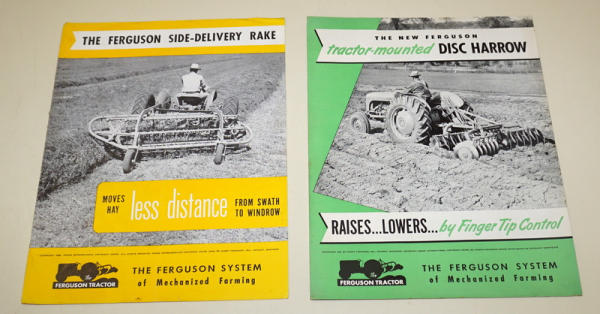 THE FERGUSON SIDE-DELIVERY RAKE
MOVES HAY
less distance
FROM SWATH TO WINDROW
The
FERGUSON TRACTOR
THE FERGUSON SYSTEM
of Mechanized Farming
THE NEW FERGUSON
tractor-mounted DISC HARROW
RAISES...LOWERS...by Finger Tip Control
The
FERGUSON TRACTOR
THE FERGUSON SYSTEM
of Mechanized Farming